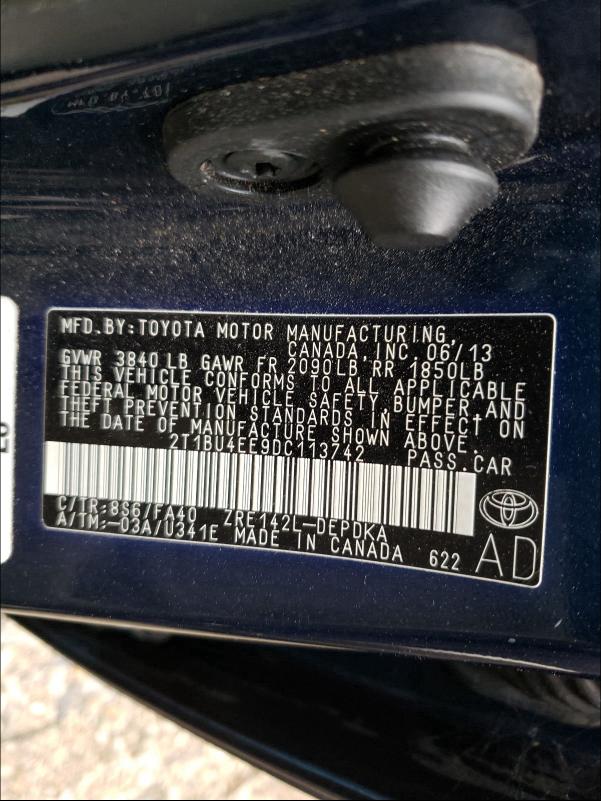 MFD.BY:TOYOTA MOTOR MANUFACTURING,
CANADA,INC.06/13
GVWR 3840LB GAWR FR 2090LB RR 1850LB
THIS VEHICLE CONFORMS TO ALL APPLICABLE
FEDERAL MOTOR VEHICLE SAFETY,BUMPER,AND
THEFT PREVENTION STANDARDS IN EFFECT ON
THE DATE OF MANUFACTURE SHOWN ABOVE.
2T1BU4EE9DC113742 PASS.CAR
C/TR:8S6/FA40 ZRE142L-DEPDKA
A/TM:-03A/U341E MADE IN CANADA 622 AD